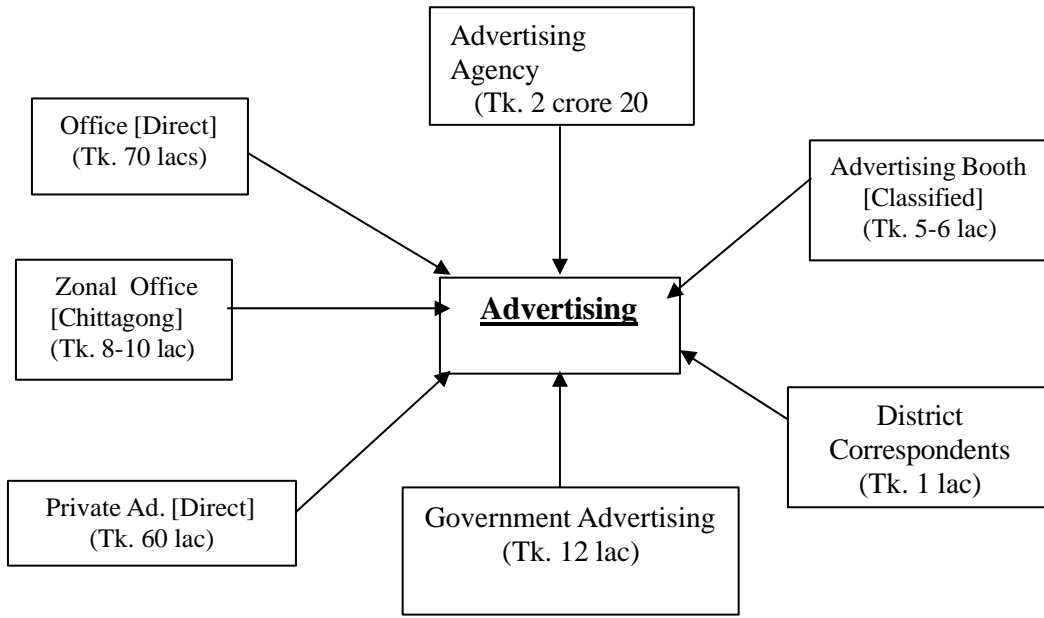 Advertising
Agency
(Tk. 2 crore 20
Office [Direct]
(Tk. 70 lacs)
Advertising Booth
[Classified]
(Tk. 5-6 lac)
Zonal Office
[Chittagong]
(Tk. 8-10 lac)
Advertising
District
Correspondents
(Tk. 1 lac)
Private Ad. [Direct]
(Tk. 60 lac)
Government Advertising
(Tk. 12 lac)